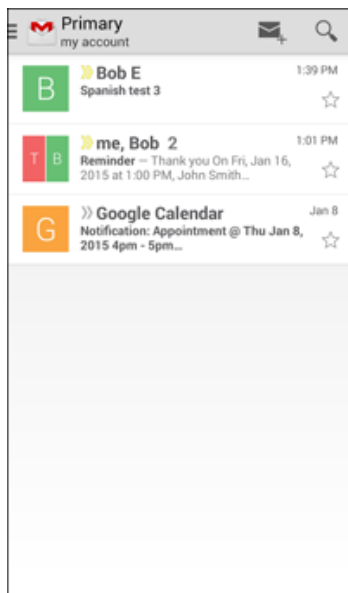 Primary
my account
B
Bob E
1:39 PM
Spanish test 3
T B
me, Bob 2
1:01 PM
Reminder – Thank you On Fri, Jan 16,
2015 at 1:00 PM, John Smith...
G
Google Calendar
Jan 8
Notification: Appointment @ Thu Jan 8,
2015 4pm - 5pm...